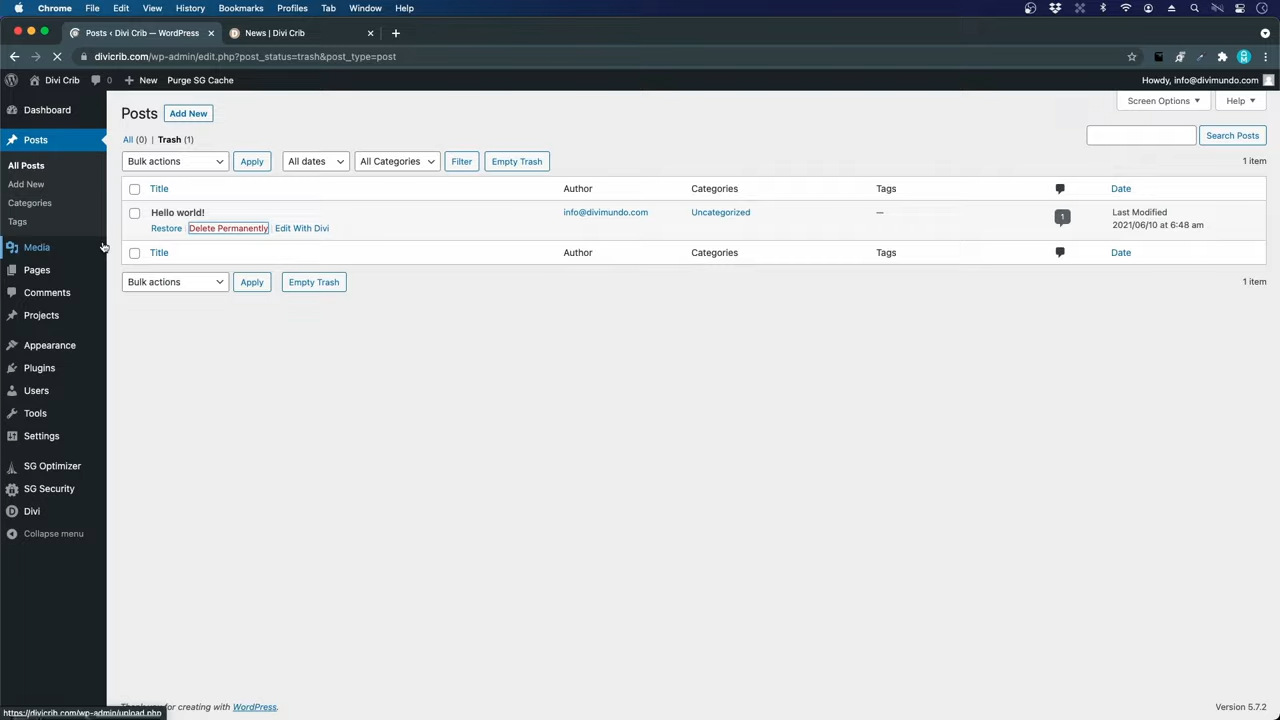 Chrome File Edit View History Bookmarks Profiles Tab Window Help
Posts ‹ Divi Crib — WordPress
News | Divi Crib
divicrib.com/wp-admin/edit.php?post_status=trash&post_type=post
Divi Crib 0 New Purge SG Cache
Howdy, info@divimundo.com
Dashboard
Posts
All Posts
Add New
Categories
Tags
Media
Pages
Comments
Projects
Appearance
Plugins
Users
Tools
Settings
SG Optimizer
SG Security
Divi
Collapse menu
Posts Add New
Screen Options Help
All (0) | Trash (1)
Search Posts
Bulk actions Apply All dates All Categories Filter Empty Trash
1 item
Title Author Categories Tags Date
Hello world! info@divimundo.com Uncategorized — 1 Last Modified
2021/06/10 at 6:48 am
Restore | Delete Permanently | Edit With Divi
Title Author Categories Tags Date
Bulk actions Apply Empty Trash
1 item
for creating with WordPress.
Version 5.7.2
https://divicrib.com/wp-admin/upload.php